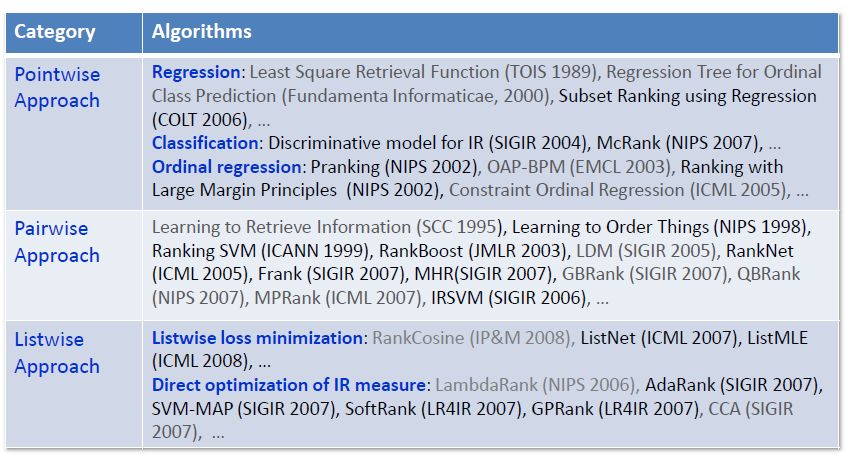 Category
Algorithms
Pointwise
Approach
Regression: Least Square Retrieval Function (TOIS 1989), Regression Tree for Ordinal
Class Prediction (Fundamenta Informaticae, 2000), Subset Ranking using Regression
(COLT 2006), ...
Classification: Discriminative model for IR (SIGIR 2004), McRank (NIPS 2007), ...
Ordinal regression: Pranking (NIPS 2002), OAP-BPM (EMCL 2003), Ranking with
Large Margin Principles (NIPS 2002), Constraint Ordinal Regression (ICML 2005), ...
Pairwise
Approach
Learning to Retrieve Information (SCC 1995), Learning to Order Things (NIPS 1998),
Ranking SVM (ICANN 1999), RankBoost (JMLR 2003), LDM (SIGIR 2005), RankNet
(ICML 2005), Frank (SIGIR 2007), MHR(SIGIR 2007), GBRank (SIGIR 2007), QBRank
(NIPS 2007), MPRank (ICML 2007), IRSVM (SIGIR 2006), ...
Listwise
Approach
Listwise loss minimization: RankCosine (IP&M 2008), ListNet (ICML 2007), ListMLE
(ICML 2008), ...
Direct optimization of IR measure: LambdaRank (NIPS 2006), AdaRank (SIGIR 2007),
SVM-MAP (SIGIR 2007), SoftRank (LR4IR 2007), GPRank (LR4IR 2007), CCA (SIGIR
2007), ...